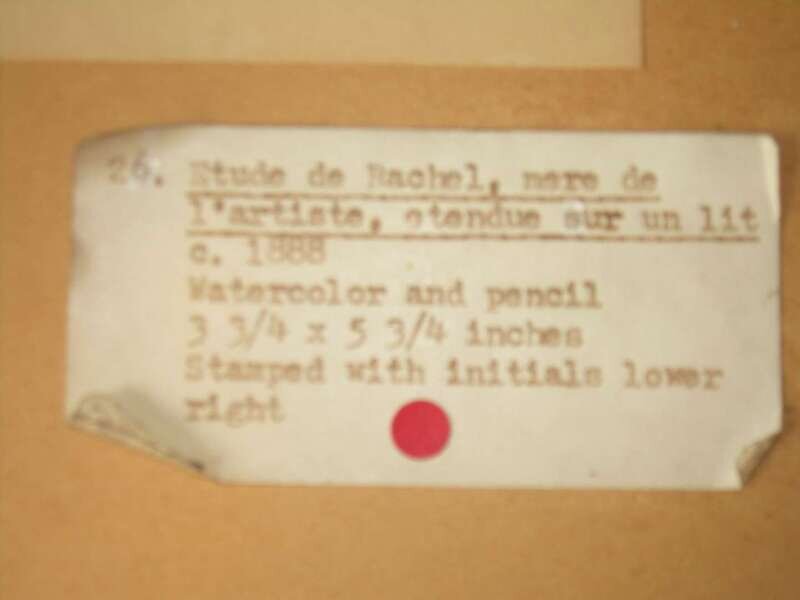 26. Etude de Rachel, mere de
l'artiste, etendue sur un lit
c. 1888
Watercolor and pencil
3 3/4 x 5 3/4 inches
Stamped with initials lower
right